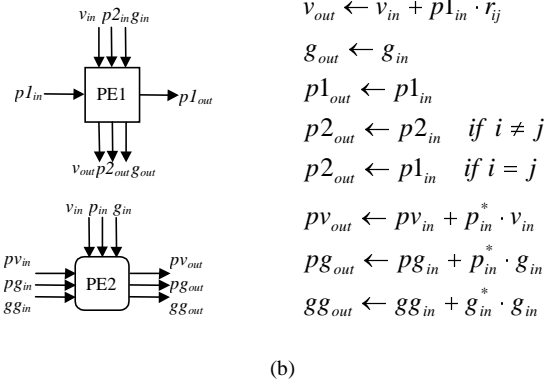 v_in p2_in g_in
p1_in PE1 p1_out
v_out p2_out g_out
v_out ← v_in + p1_in · r_ij
g_out ← g_in
p1_out ← p1_in
p2_out ← p2_in if i ≠ j
p2_out ← p1_in if i = j
v_in p_in g_in
pv_in
pg_in
gg_in
PE2
pv_out
pg_out
gg_out
pv_out ← pv_in + p*_in · v_in
pg_out ← pg_in + p*_in · g_in
gg_out ← gg_in + g*_in · g_in
(b)